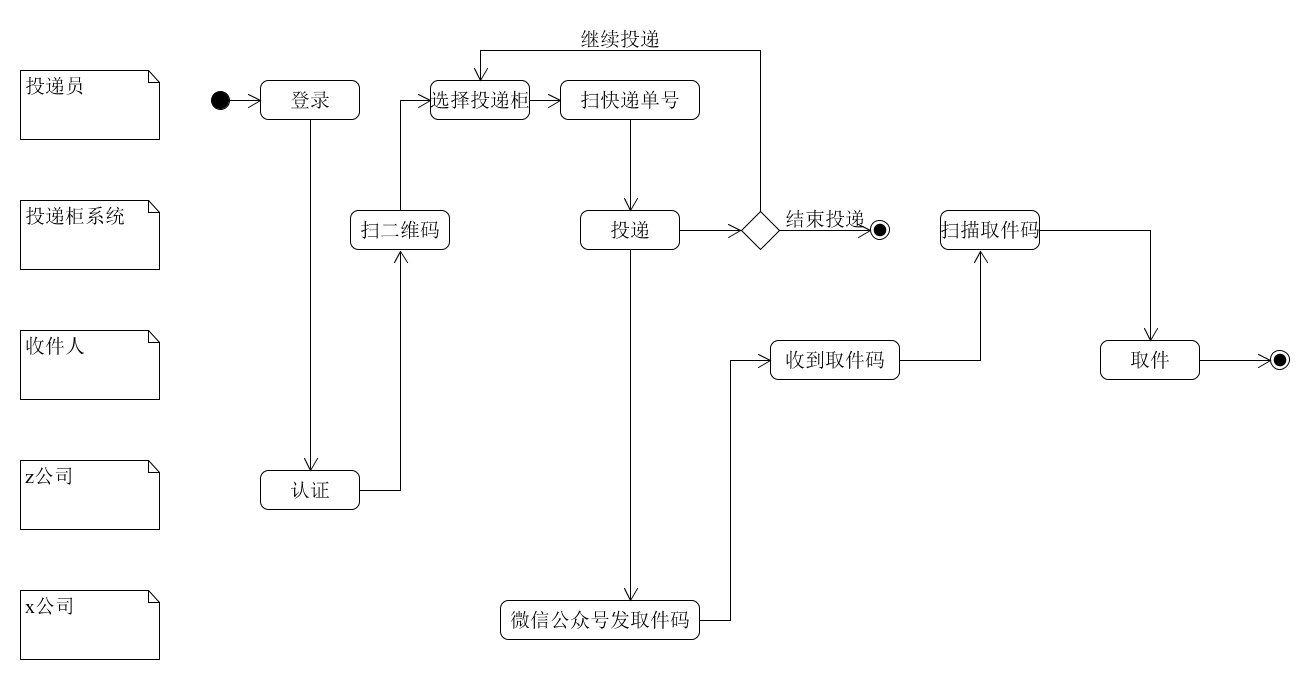 继续投递
投递员
登录
选择投递柜
扫快递单号
投递柜系统
扫二维码
投递
结束投递
扫描取件码
收件人
收到取件码
取件
z公司
认证
x公司
微信公众号发取件码